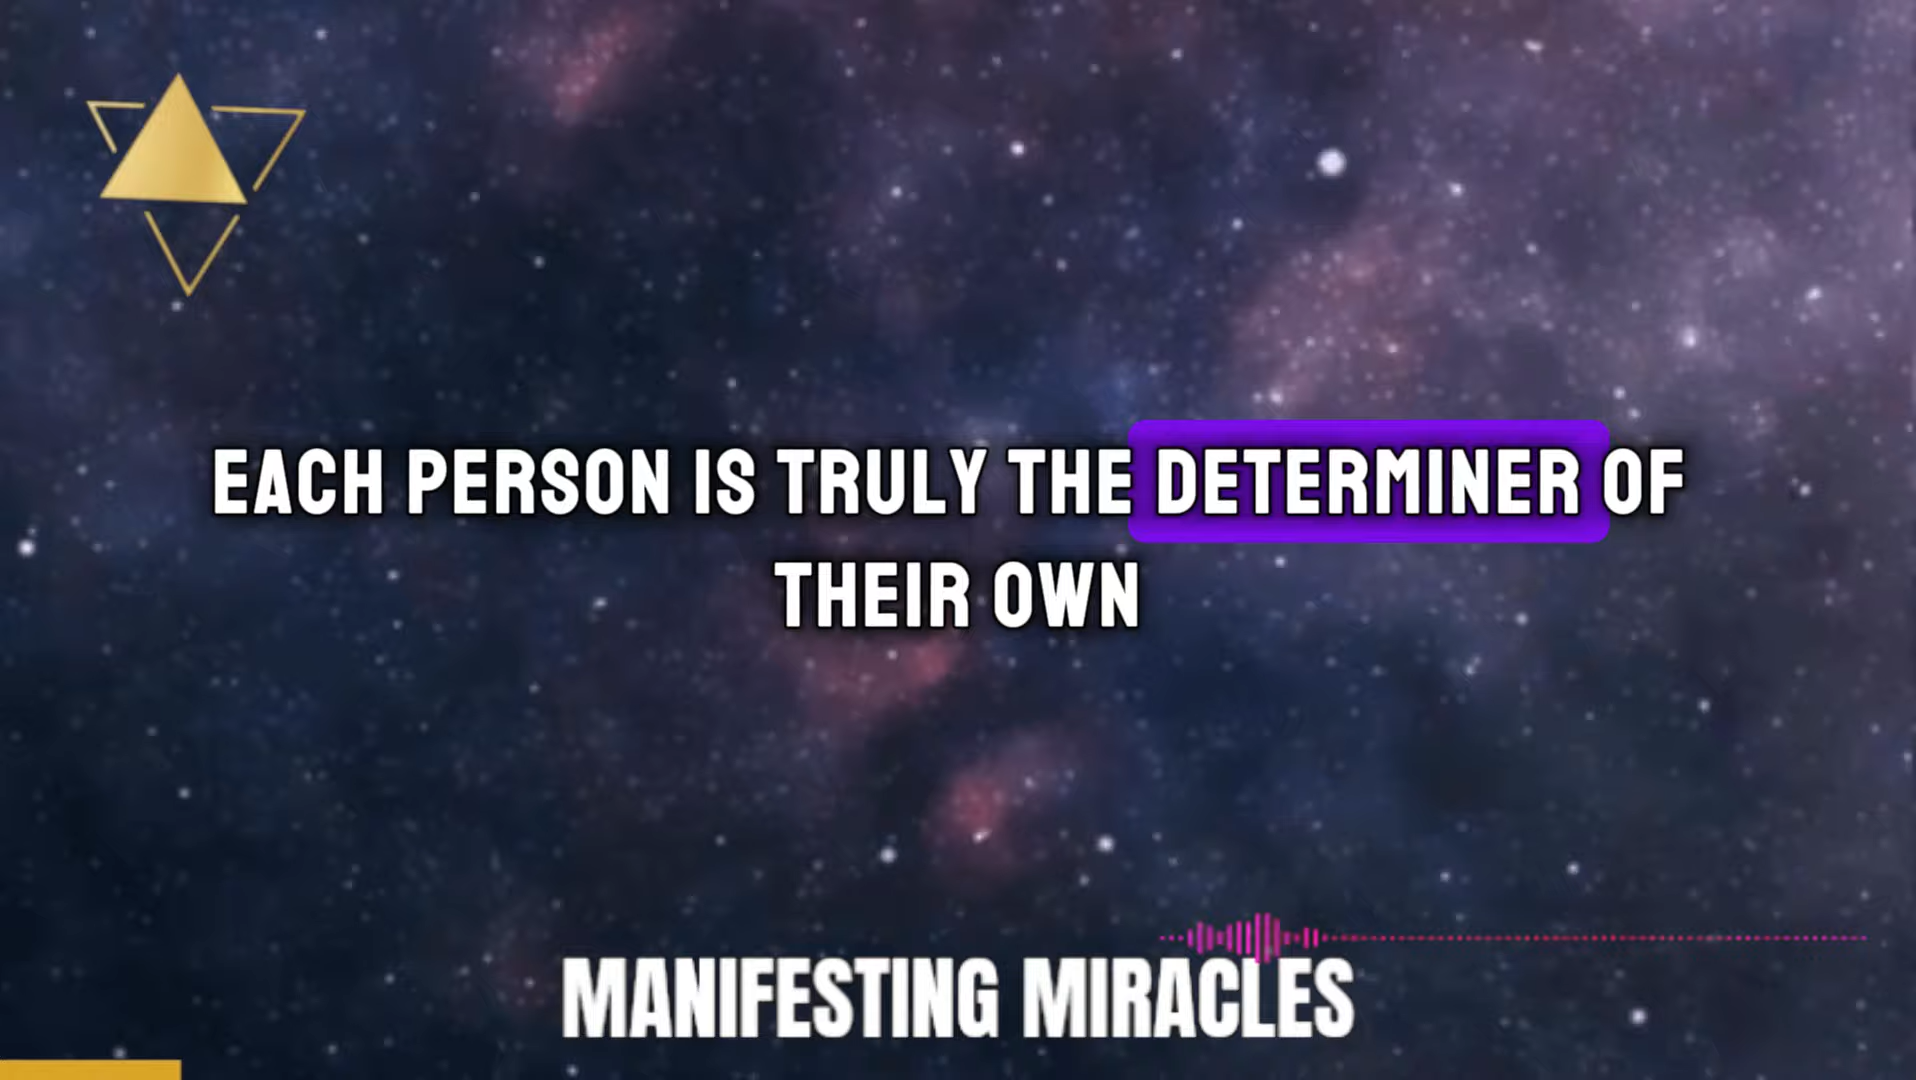 EACH PERSON IS TRULY THE DETERMINER OF
THEIR OWN
MANIFESTING MIRACLES